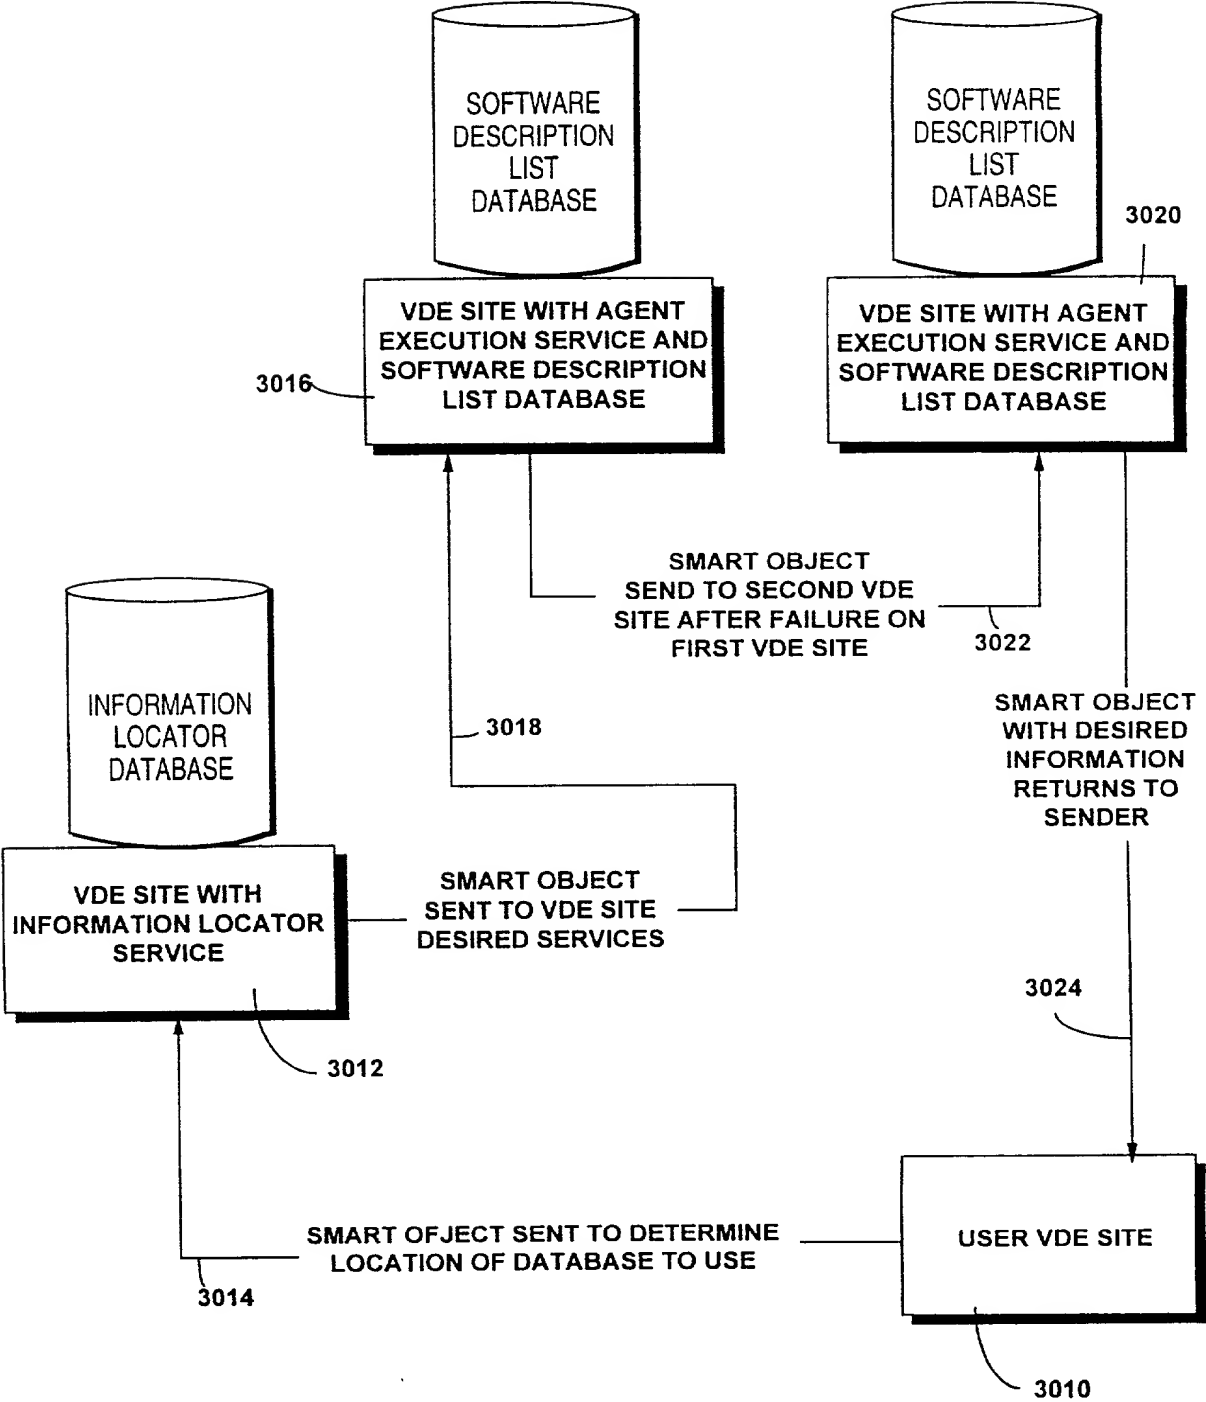 SOFTWARE
DESCRIPTION
LIST
DATABASE
SOFTWARE
DESCRIPTION
LIST
DATABASE
3020
VDE SITE WITH AGENT
EXECUTION SERVICE AND
SOFTWARE DESCRIPTION
LIST DATABASE
3016
VDE SITE WITH AGENT
EXECUTION SERVICE AND
SOFTWARE DESCRIPTION
LIST DATABASE
SMART OBJECT
SEND TO SECOND VDE
SITE AFTER FAILURE ON
FIRST VDE SITE
3022
INFORMATION
LOCATOR
DATABASE
3018
SMART OBJECT
WITH DESIRED
INFORMATION
RETURNS TO
SENDER
VDE SITE WITH
INFORMATION LOCATOR
SERVICE
SMART OBJECT
SENT TO VDE SITE
DESIRED SERVICES
3024
3012
SMART OFJECT SENT TO DETERMINE
LOCATION OF DATABASE TO USE
USER VDE SITE
3014
3010